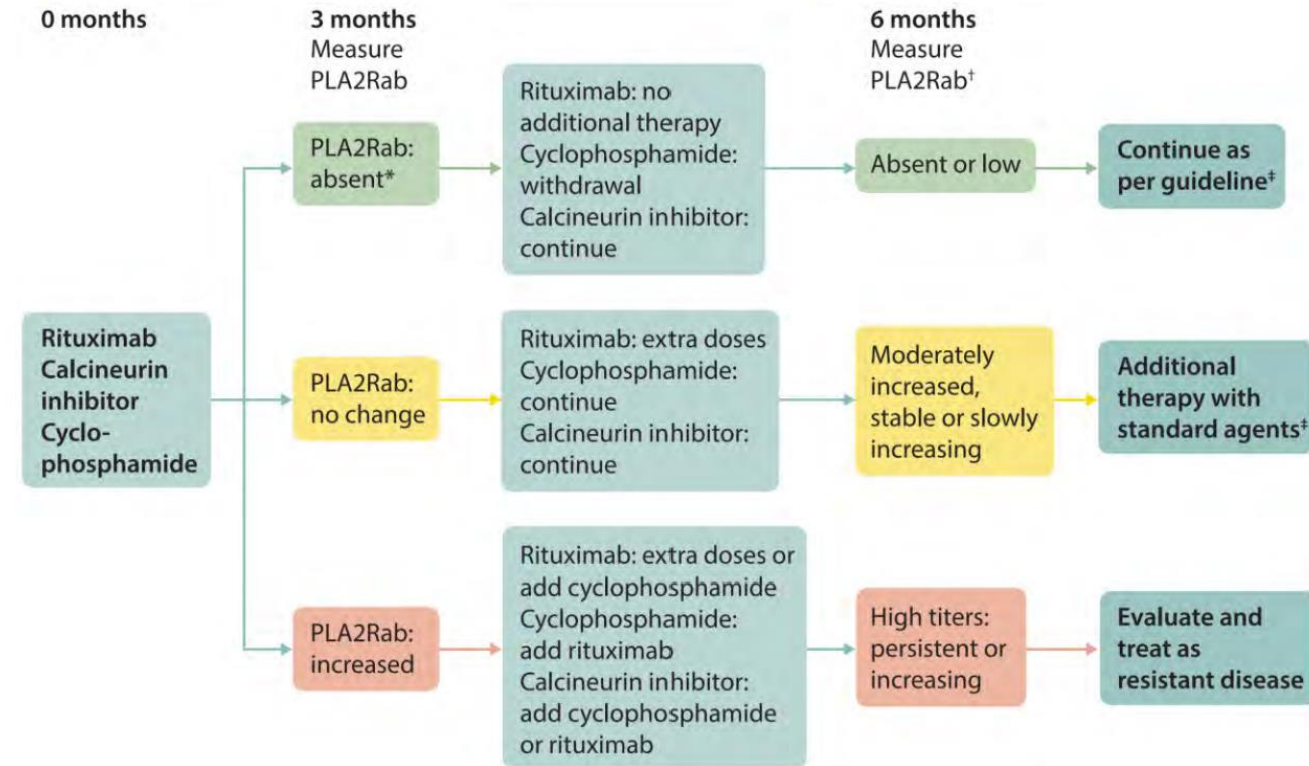 0 months
3 months
Measure
PLA2Rab
6 months
Measure
PLA2Rab†
PLA2Rab:
absent*
Rituximab: no
additional therapy
Cyclophosphamide:
withdrawal
Calcineurin inhibitor:
continue
Absent or low
Continue as
per guideline‡
Rituximab
Calcineurin
inhibitor
Cyclo-
phosphamide
PLA2Rab:
no change
Rituximab: extra doses
Cyclophosphamide:
continue
Calcineurin inhibitor:
continue
Moderately
increased,
stable or slowly
increasing
Additional
therapy with
standard agents‡
PLA2Rab:
increased
Rituximab: extra doses or
add cyclophosphamide
Cyclophosphamide:
add rituximab
Calcineurin inhibitor:
add cyclophosphamide
or rituximab
High titers:
persistent or
increasing
Evaluate and
treat as
resistant disease